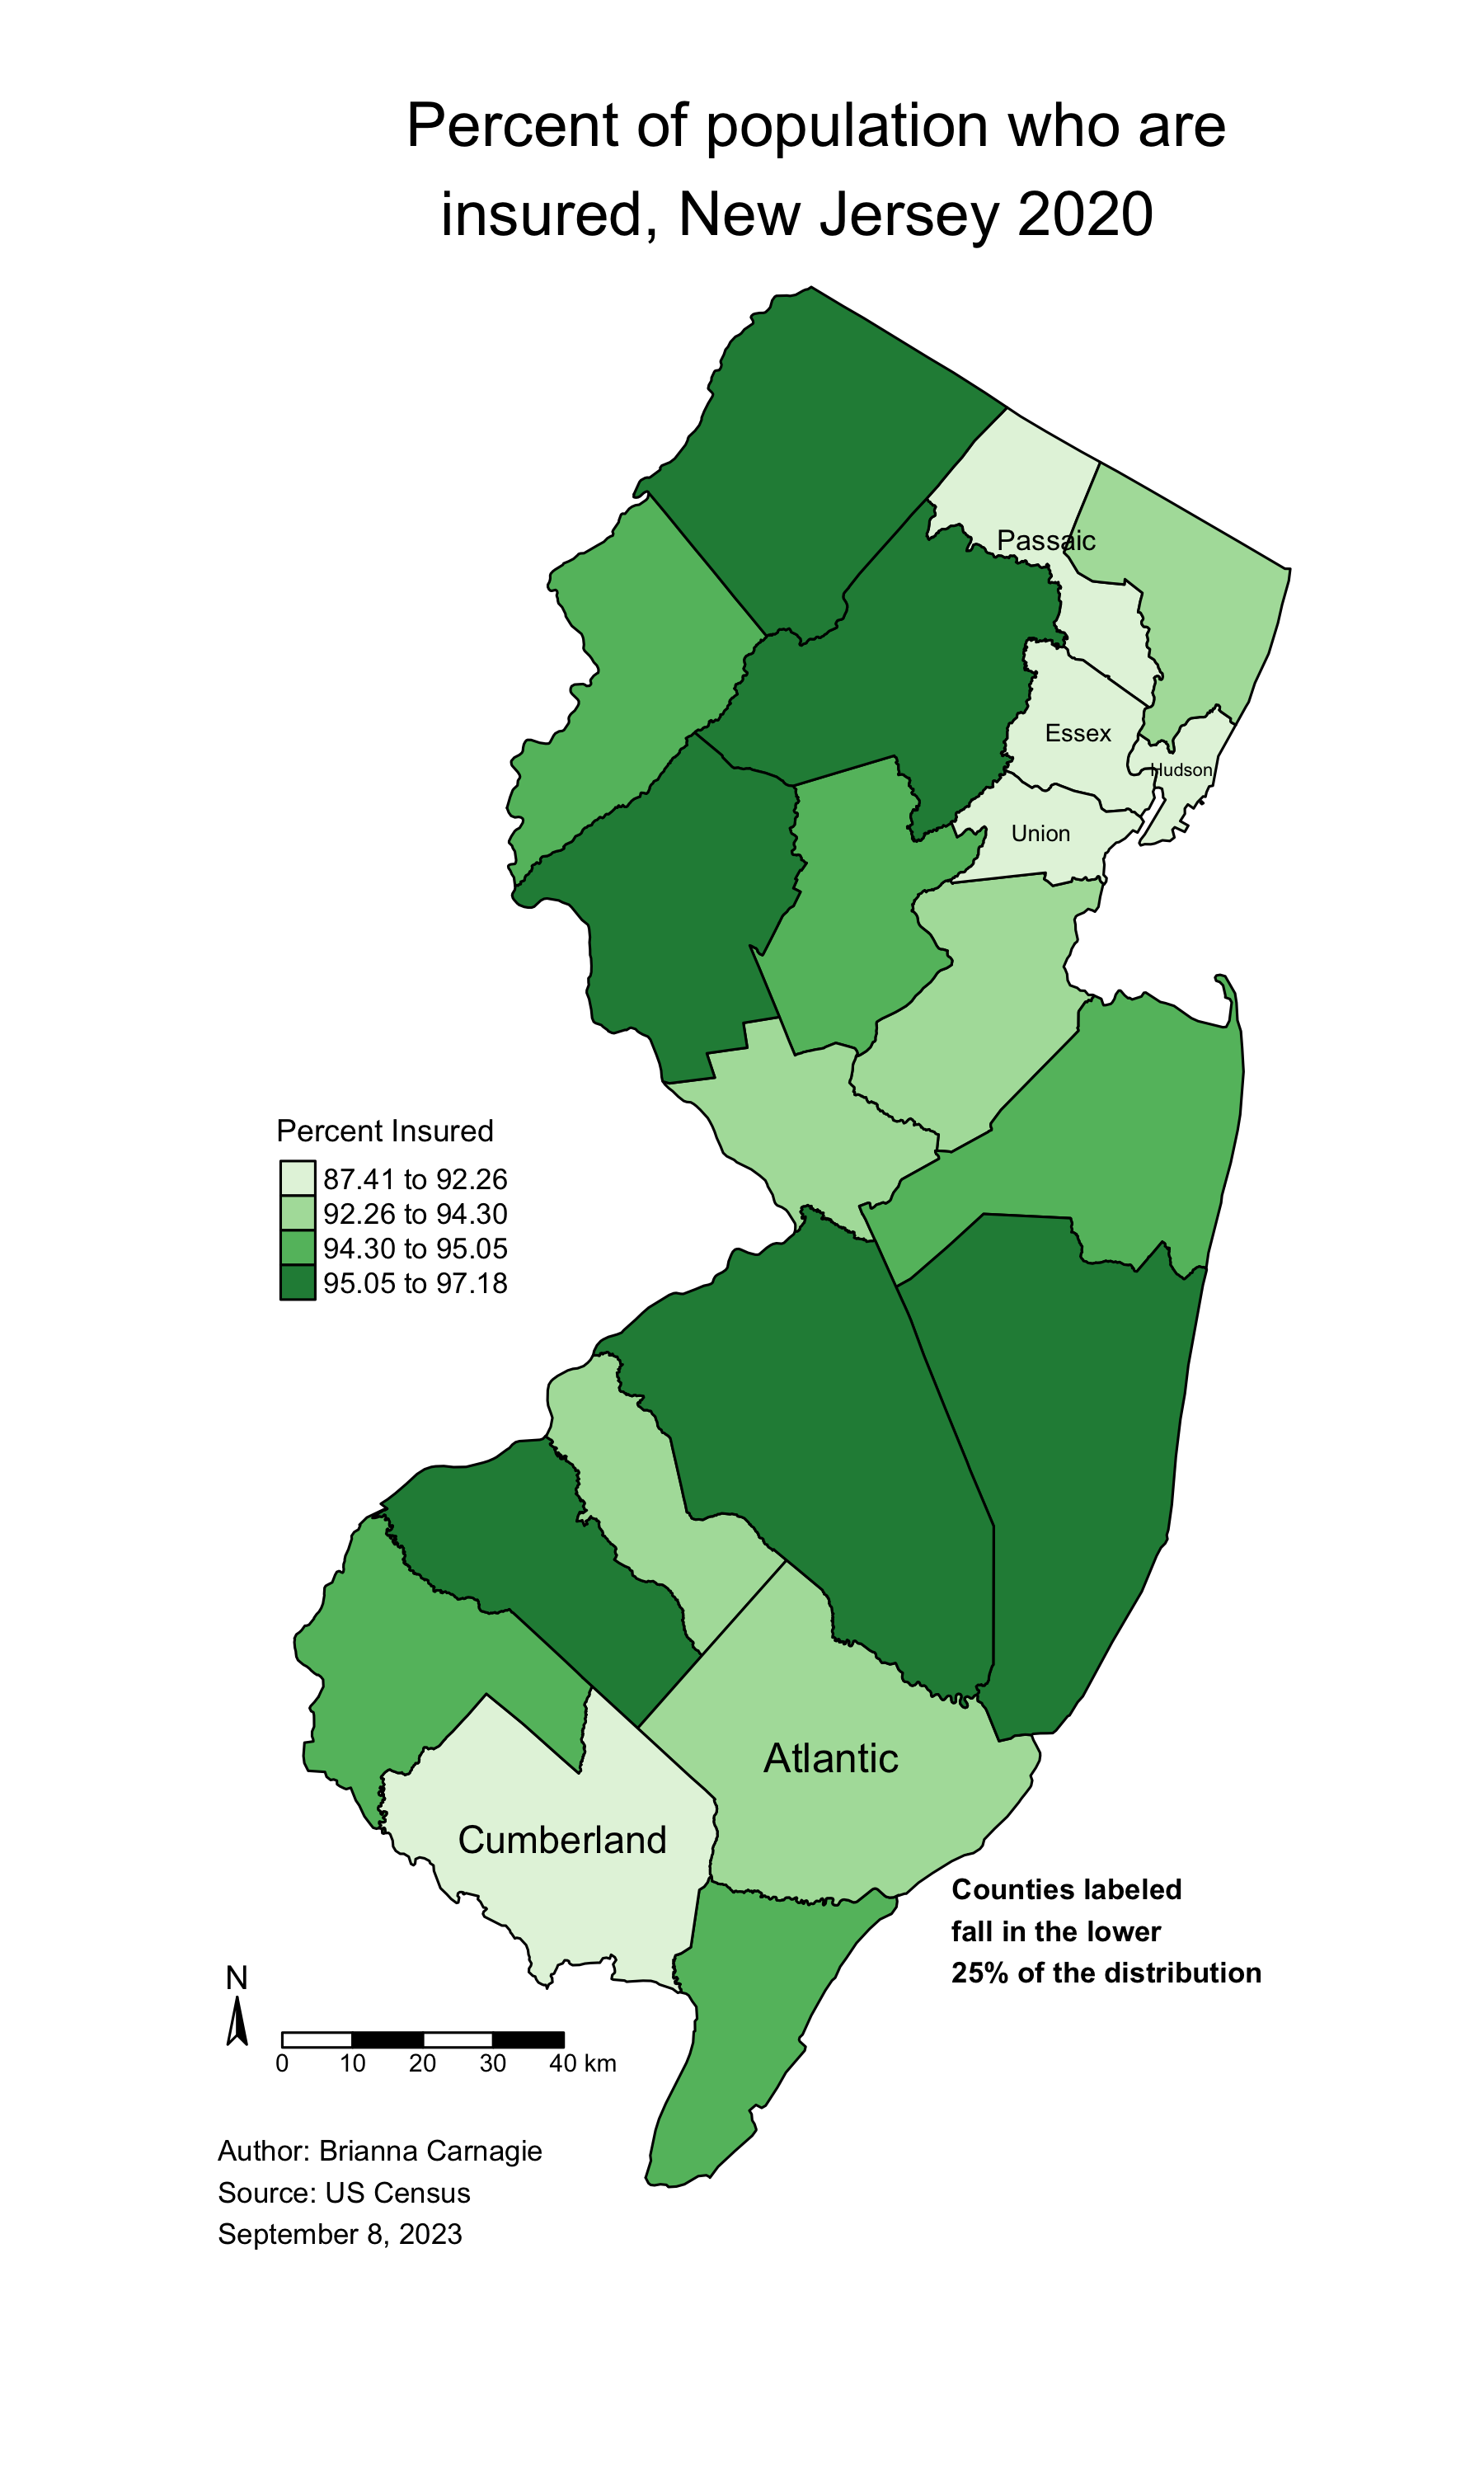 Percent of population who are
insured, New Jersey 2020
Passaic
Essex
Hudson
Union
Percent Insured
87.41 to 92.26
92.26 to 94.30
94.30 to 95.05
95.05 to 97.18
Atlantic
Cumberland
Counties labeled
fall in the lower
25% of the distribution
N
0 10 20 30 40 km
Author: Brianna Carnagie
Source: US Census
September 8, 2023